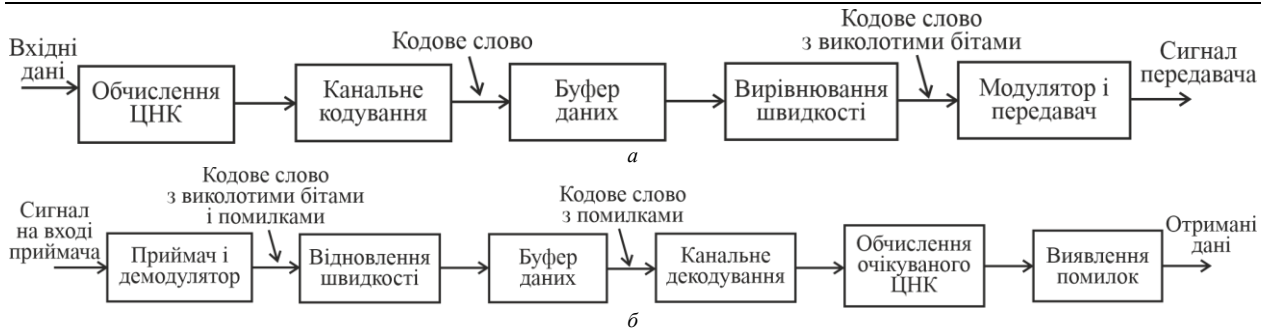 Вхідні
дані
Обчислення
ЦНК
Канальне
кодування
Кодове слово
Буфер
даних
Вирівнювання
швидкості
Кодове слово
з виколотими бітами
Модулятор і
передавач
Сигнал
передавача
а
Сигнал
на вході
приймача
Приймач і
демодулятор
Кодове слово
з виколотими бітами
і помилками
Відновлення
швидкості
Буфер
даних
Кодове слово
з помилками
Канальне
декодування
Обчислення
очікуваного
ЦНК
Виявлення
помилок
Отримані
дані
б